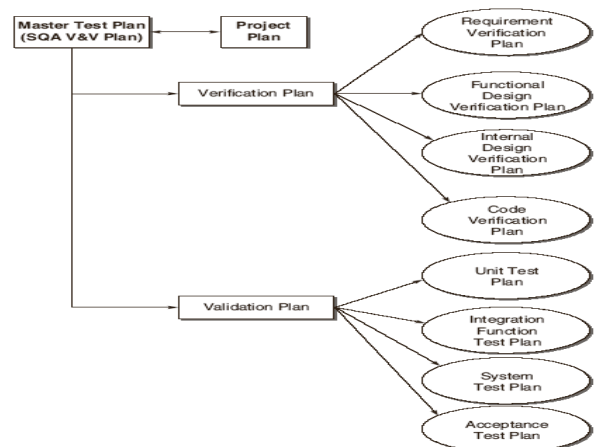 Master Test Plan
(SQA V&V Plan)
Project
Plan
Requirement
Verification
Plan
Verification Plan
Functional
Design
Verification Plan
Internal
Design
Verification
Plan
Code
Verification
Plan
Validation Plan
Unit Test
Plan
Integration
Function
Test Plan
System
Test Plan
Acceptance
Test Plan